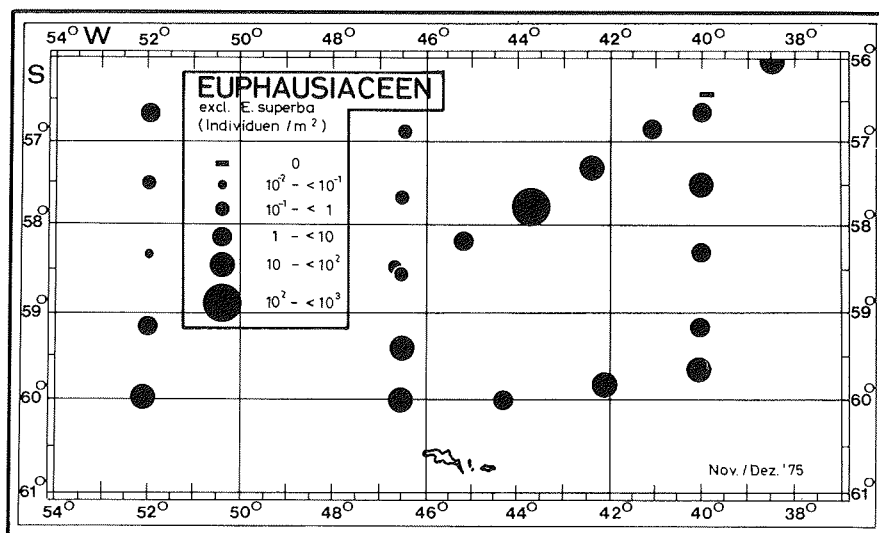 54° W 52° 50° 48° 46° 44° 42° 40° 38°
S
56°
EUPHAUSIACEEN
excl. E. superba
(Individuen / m²)
0
10⁻² - < 10⁻¹
10⁻¹ - < 1
1 - < 10
10 - < 10²
10² - < 10³
57° 57°
58° 58°
59° 59°
60° 60°
Nov. / Dez. '75
61° 61°
54° 52° 50° 48° 46° 44° 42° 40° 38°